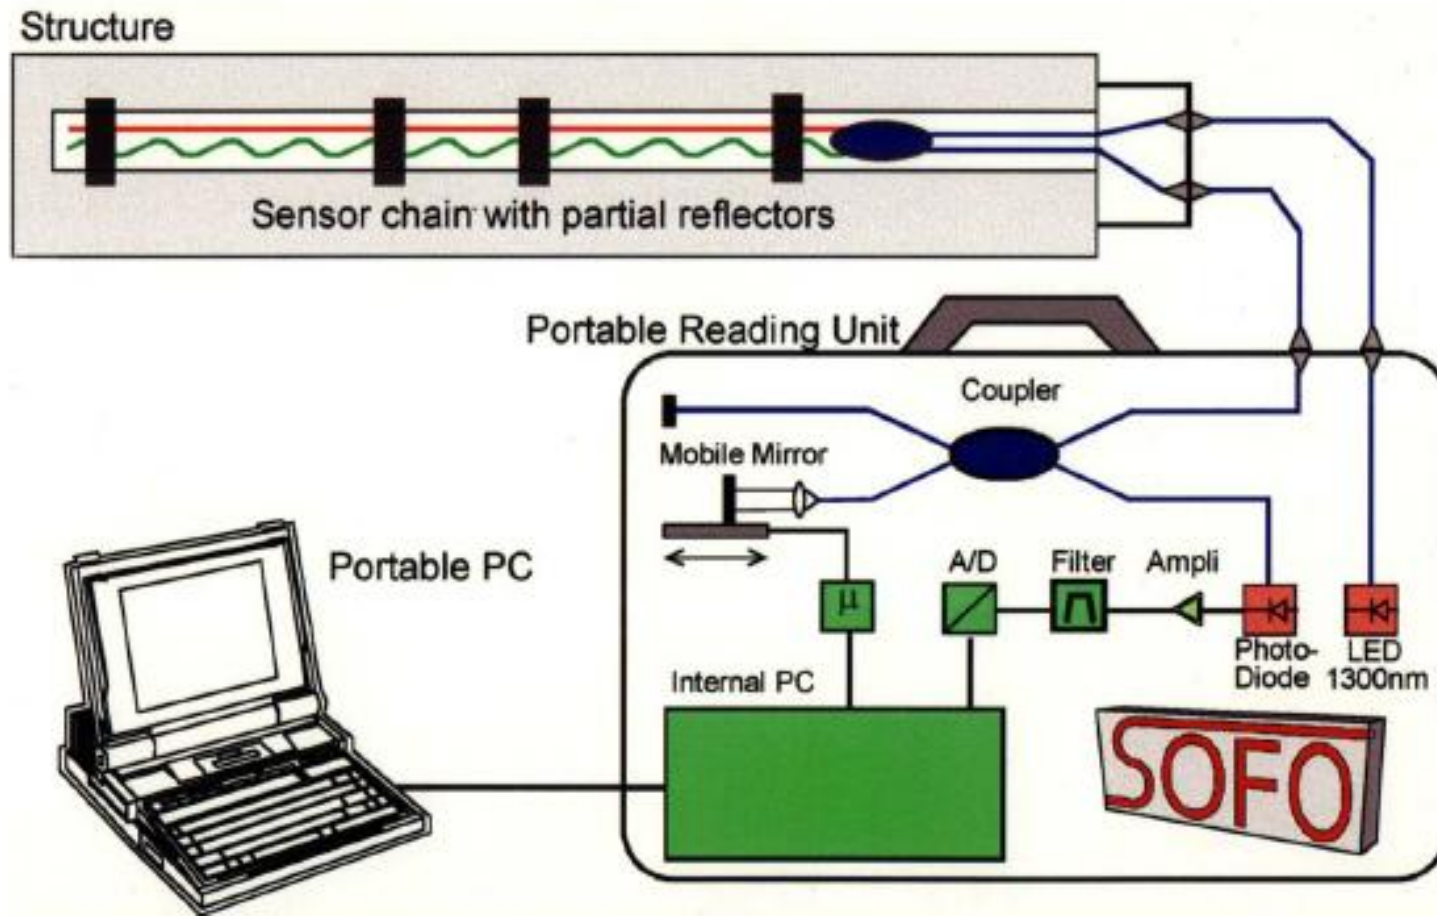 Structure
Sensor chain with partial reflectors
Portable Reading Unit
Coupler
Mobile Mirror
Portable PC
A/D
Filter
Ampli
μ
Photo-
Diode
LED
1300nm
Internal PC
SOFO